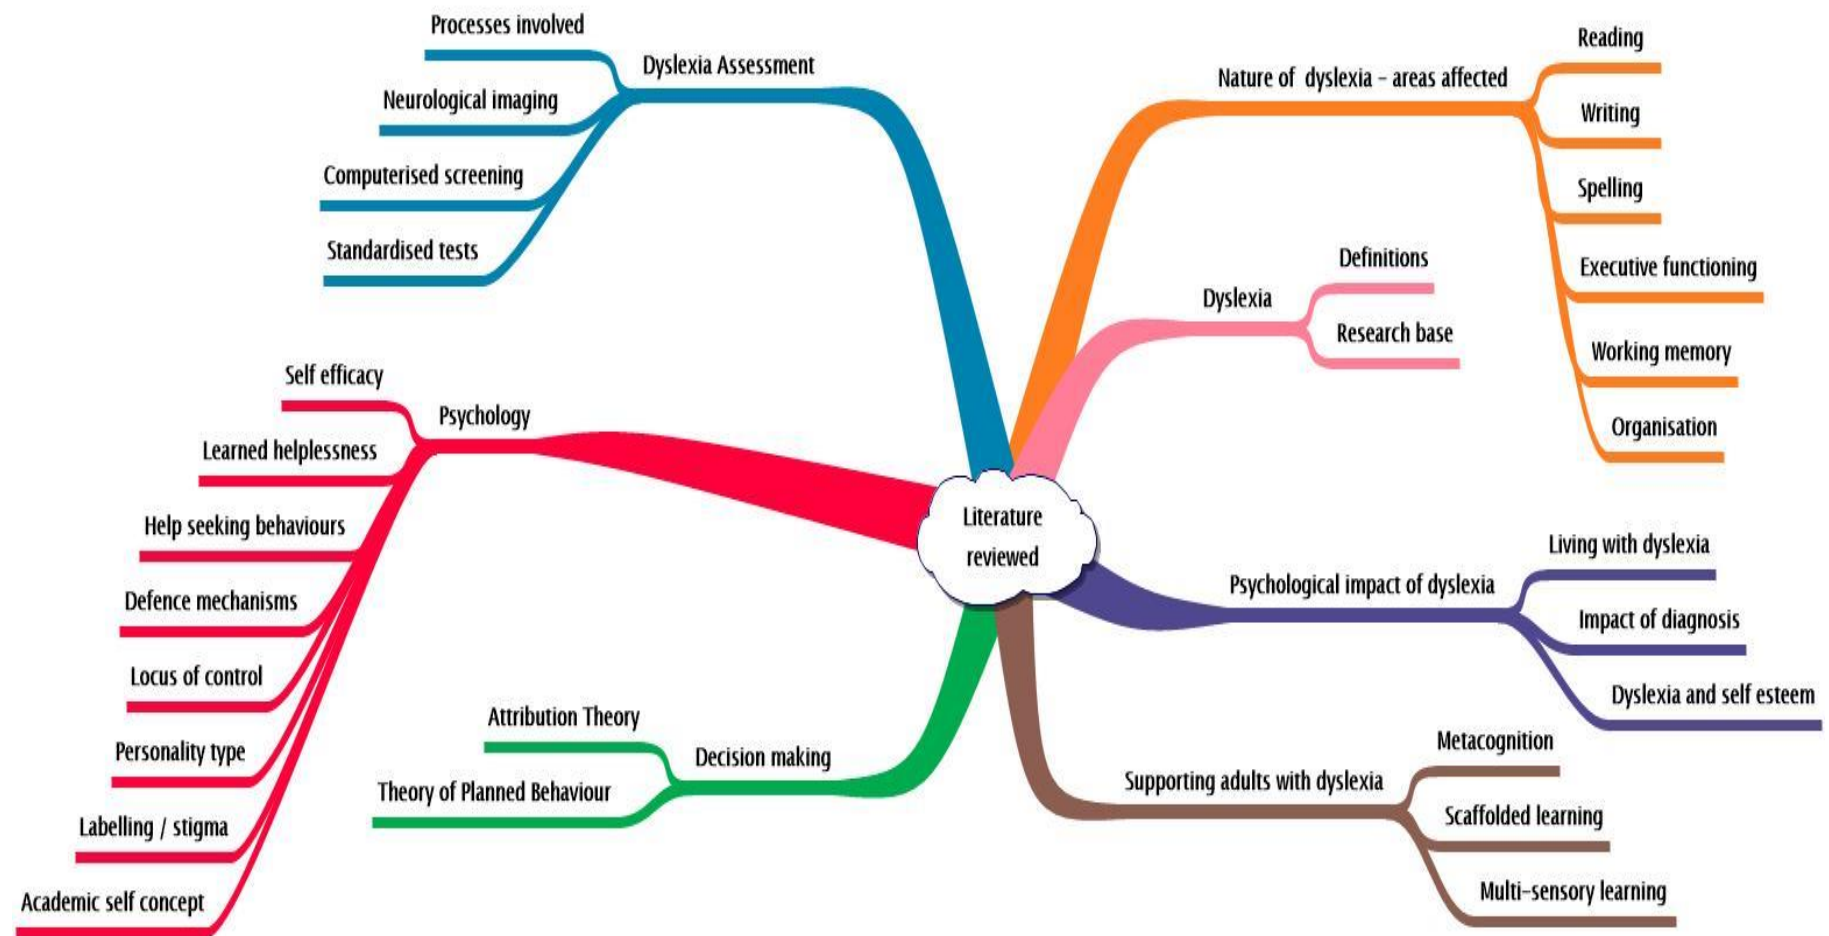 Literature
reviewed
Dyslexia Assessment
Processes involved
Neurological imaging
Computerised screening
Standardised tests
Nature of dyslexia - areas affected
Reading
Writing
Spelling
Executive functioning
Working memory
Organisation
Dyslexia
Definitions
Research base
Psychology
Self efficacy
Learned helplessness
Help seeking behaviours
Defence mechanisms
Locus of control
Personality type
Labelling / stigma
Academic self concept
Psychological impact of dyslexia
Living with dyslexia
Impact of diagnosis
Dyslexia and self esteem
Decision making
Attribution Theory
Theory of Planned Behaviour
Supporting adults with dyslexia
Metacognition
Scaffolded learning
Multi-sensory learning